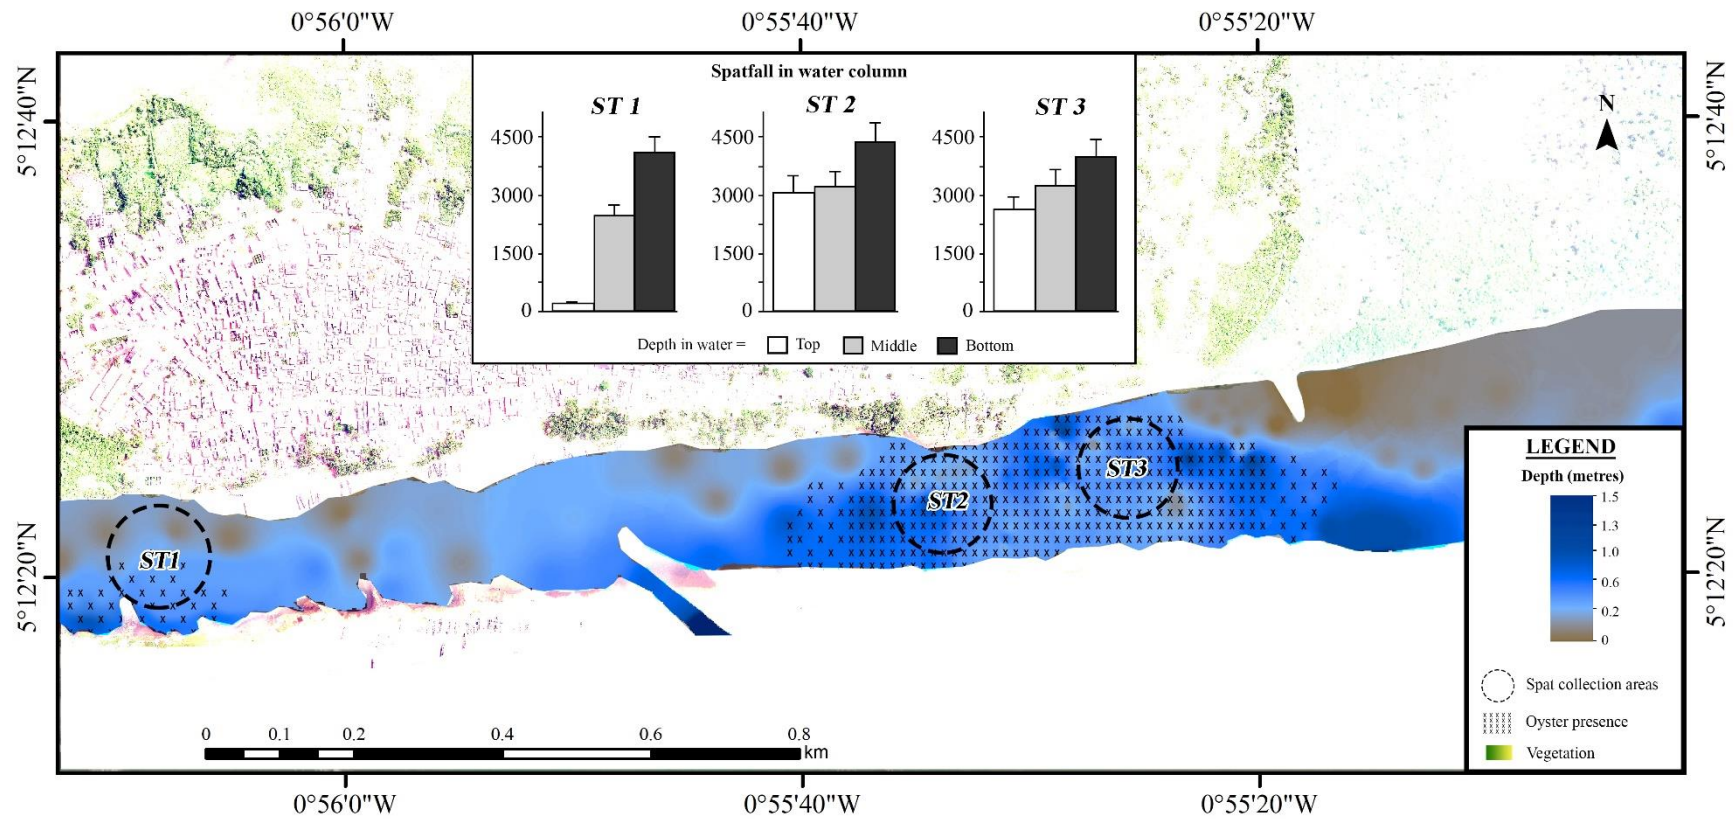 0°56'0"W
0°55'40"W
0°55'20"W
5°12'40"N
5°12'40"N
Spatfall in water column
ST 1
ST 2
ST 3
4500
3000
1500
0
4500
3000
1500
0
4500
3000
1500
0
Depth in water =
Top
Middle
Bottom
N
ST1
ST2
ST3
5°12'20"N
5°12'20"N
LEGEND
Depth (metres)
1.5
1.3
1.0
0.6
0.2
0
Spat collection areas
Oyster presence
Vegetation
0
0.1
0.2
0.4
0.6
0.8
km
0°56'0"W
0°55'40"W
0°55'20"W